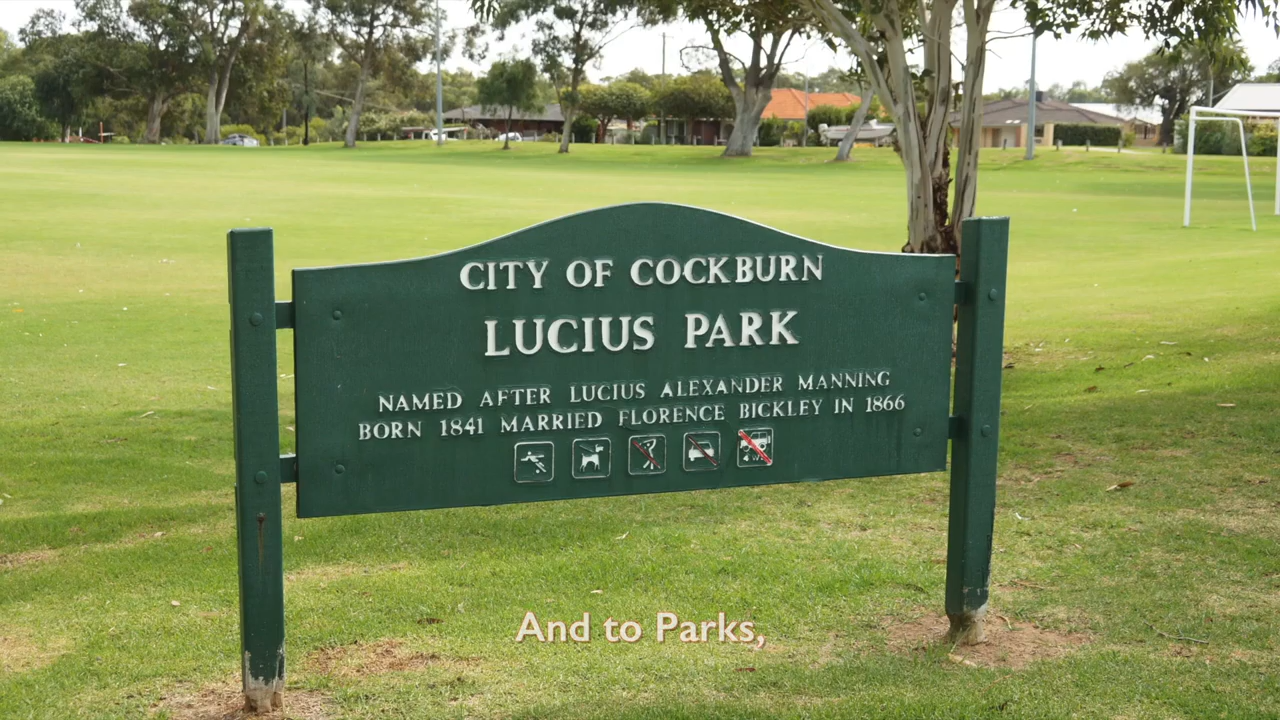 CITY OF COCKBURN
LUCIUS PARK
NAMED AFTER LUCIUS ALEXANDER MANNING
BORN 1841 MARRIED FLORENCE BICKLEY IN 1866
And to Parks,